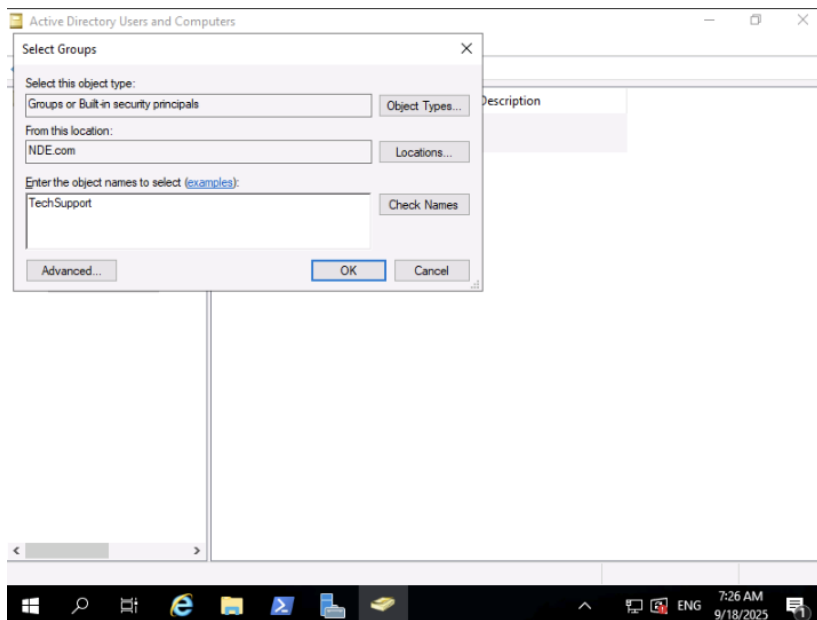 Active Directory Users and Computers
Select Groups
Select this object type:
Groups or Built-in security principals
Object Types...
From this location:
NDE.com
Locations...
Enter the object names to select (examples):
TechSupport
Check Names
Advanced...
OK
Cancel
Description
ENG
7:26 AM
9/18/2025
1